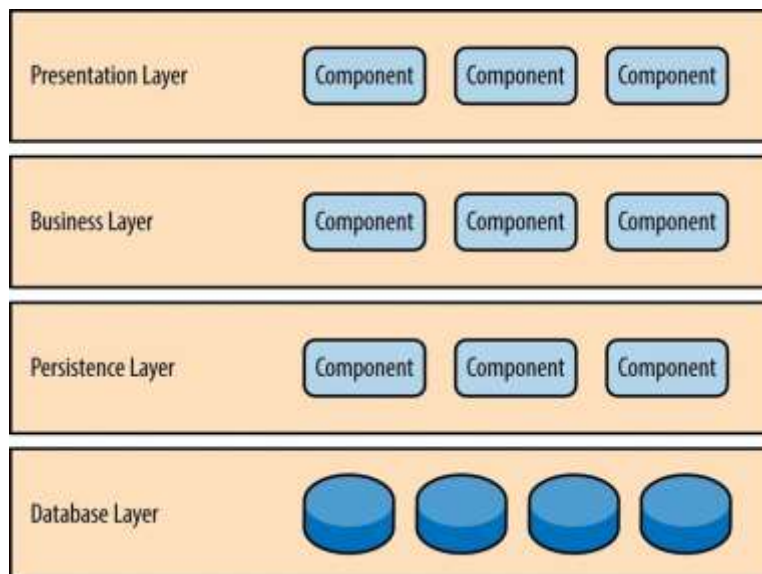 Presentation Layer Component Component Component
Business Layer Component Component Component
Persistence Layer Component Component Component
Database Layer